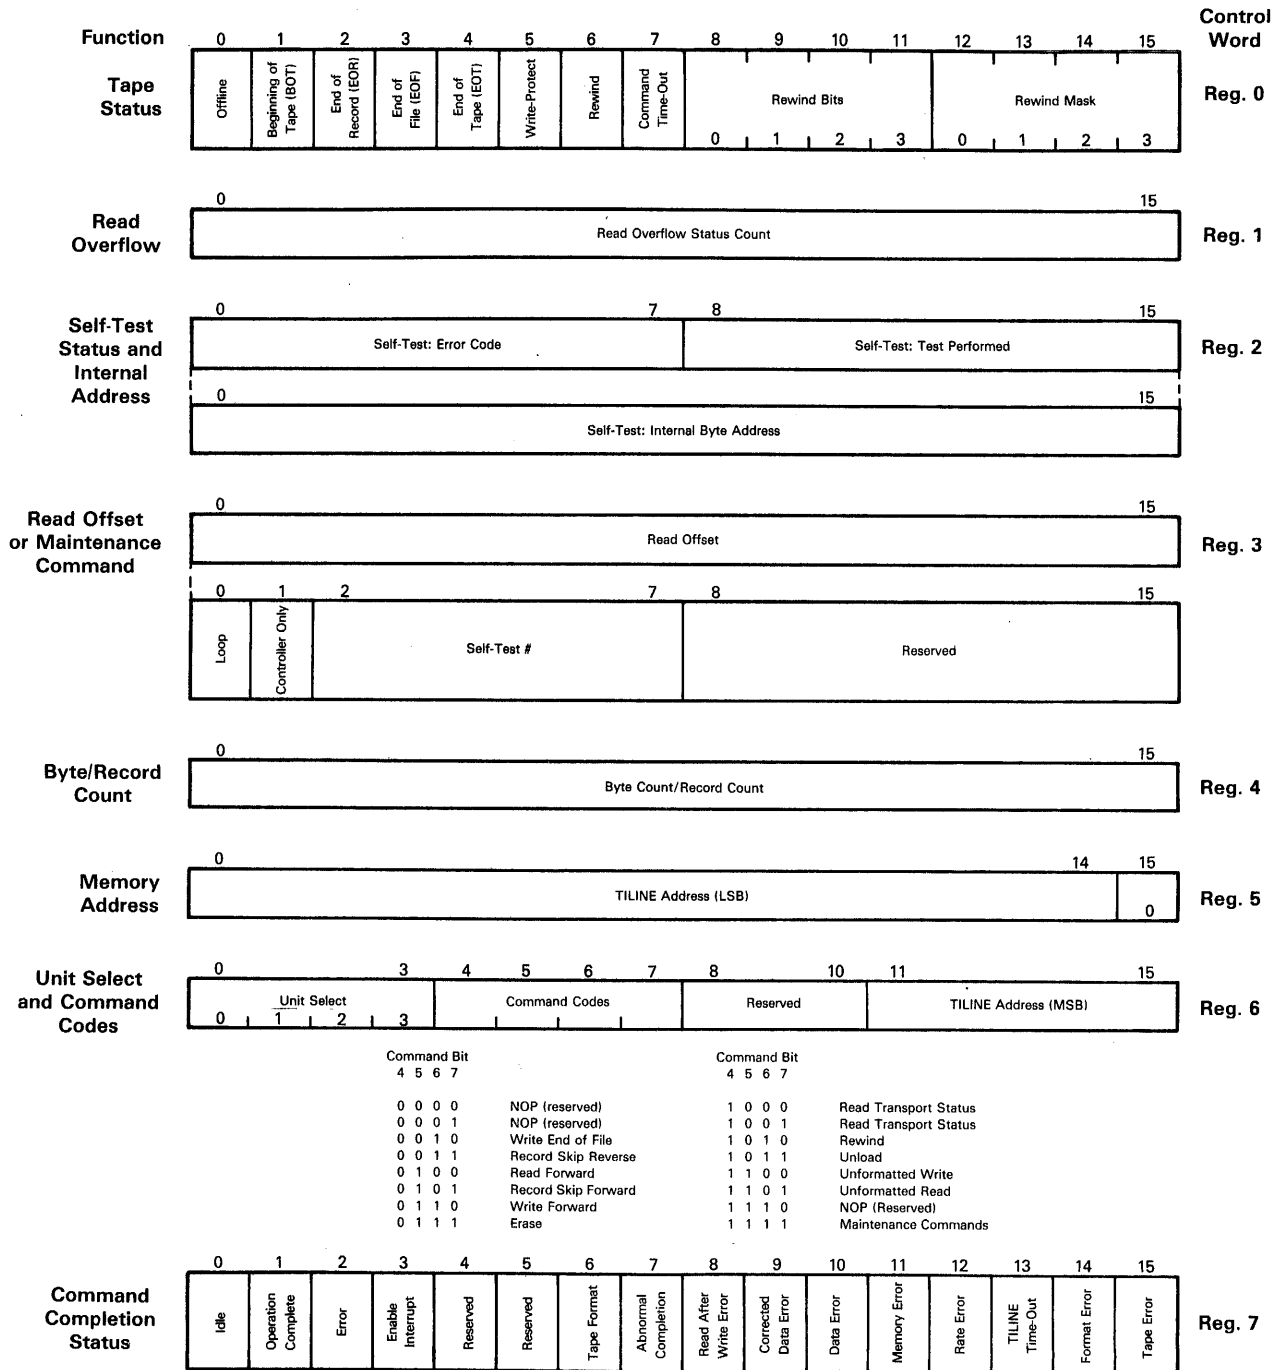 Function 0 1 2 3 4 5 6 7 8 9 10 11 12 13 14 15 Control
Word
Tape
Status
Offline
Beginning of
Tape (BOT)
End of
Record (EOR)
End of
File (EOF)
End of
Tape (EOT)
Write-Protect
Rewind
Command
Time-Out
Rewind Bits
0 1 2 3
Rewind Mask
0 1 2 3
Reg. 0
0 15
Read
Overflow
Read Overflow Status Count
Reg. 1
0 7 8 15
Self-Test
Status and
Internal
Address
Self-Test: Error Code
Self-Test: Test Performed
Reg. 2
0 15
Self-Test: Internal Byte Address
0 15
Read Offset
or Maintenance
Command
Read Offset
Reg. 3
0 1 2 7 8 15
Loop
Controller Only
Self-Test #
Reserved
0 15
Byte/Record
Count
Byte Count/Record Count
Reg. 4
0 14 15
Memory
Address
TILINE Address (LSB)
0
Reg. 5
0 3 4 5 6 7 8 10 11 15
Unit Select
and Command
Codes
Unit Select
0 1 2 3
Command Codes
Reserved
TILINE Address (MSB)
Reg. 6
Command Bit
4 5 6 7
0 0 0 0 NOP (reserved)
0 0 0 1 NOP (reserved)
0 0 1 0 Write End of File
0 0 1 1 Record Skip Reverse
0 1 0 0 Read Forward
0 1 0 1 Record Skip Forward
0 1 1 0 Write Forward
0 1 1 1 Erase
Command Bit
4 5 6 7
1 0 0 0 Read Transport Status
1 0 0 1 Read Transport Status
1 0 1 0 Rewind
1 0 1 1 Unload
1 1 0 0 Unformatted Write
1 1 0 1 Unformatted Read
1 1 1 0 NOP (Reserved)
1 1 1 1 Maintenance Commands
0 1 2 3 4 5 6 7 8 9 10 11 12 13 14 15
Command
Completion
Status
Idle
Operation
Complete
Error
Enable
Interrupt
Reserved
Reserved
Tape Format
Abnormal
Completion
Read After
Write Error
Corrected
Data Error
Data Error
Memory Error
Rate Error
TILINE
Time-Out
Format Error
Tape Error
Reg. 7